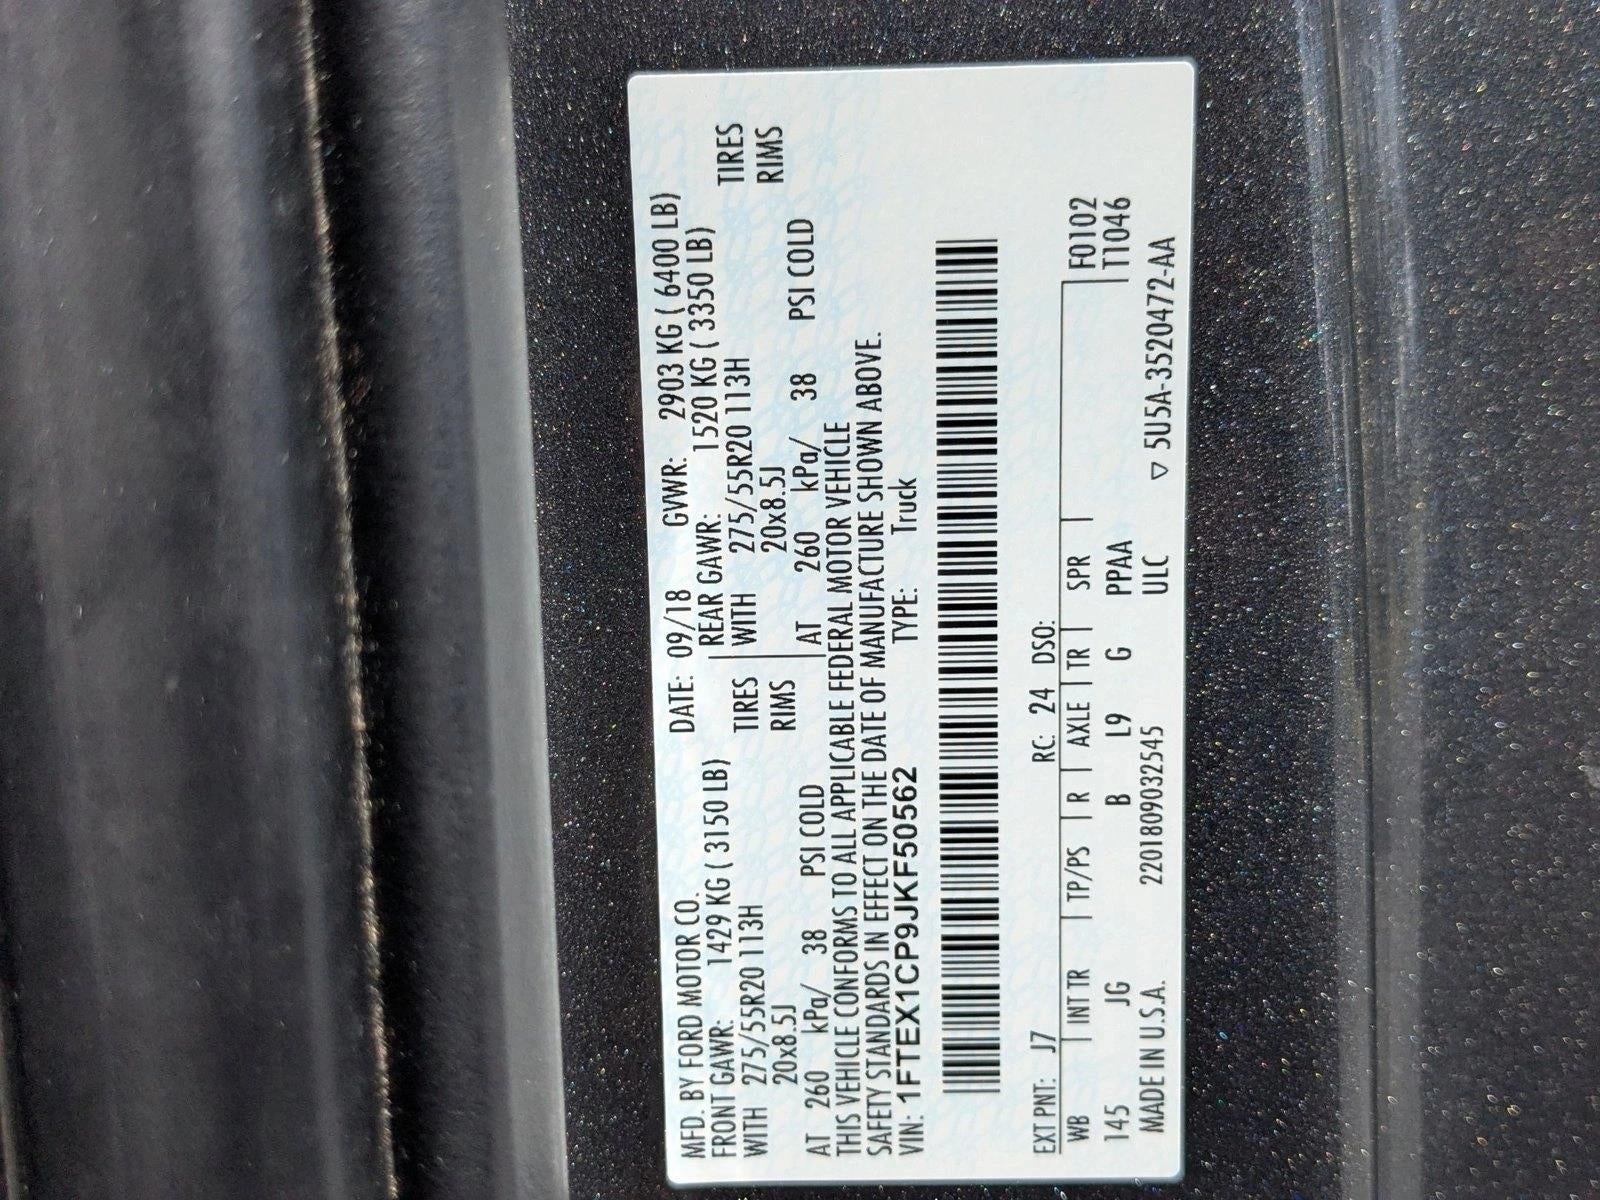 MFD. BY FORD MOTOR CO. DATE: 09/18 GVWR: 2903 KG ( 6400 LB)
FRONT GAWR: 1429 KG ( 3150 LB) REAR GAWR: 1520 KG ( 3350 LB)
WITH 275/55R20 113H TIRES WITH 275/55R20 113H TIRES
20x8.5J RIMS 20x8.5J RIMS
AT 260 kPa/ 38 PSI COLD AT 260 kPa/ 38 PSI COLD
THIS VEHICLE CONFORMS TO ALL APPLICABLE FEDERAL MOTOR VEHICLE
SAFETY STANDARDS IN EFFECT ON THE DATE OF MANUFACTURE SHOWN ABOVE.
VIN: 1FTEX1CP9JKF50562 TYPE: Truck
EXT PNT: J7 RC: 24 DSO:
WB INT TR TP/PS R AXLE TR SPR F0102
145 JG B L9 G PPAA T1046
ULC
MADE IN U.S.A. 2201809032545 ▽ 5U5A-3520472-AA